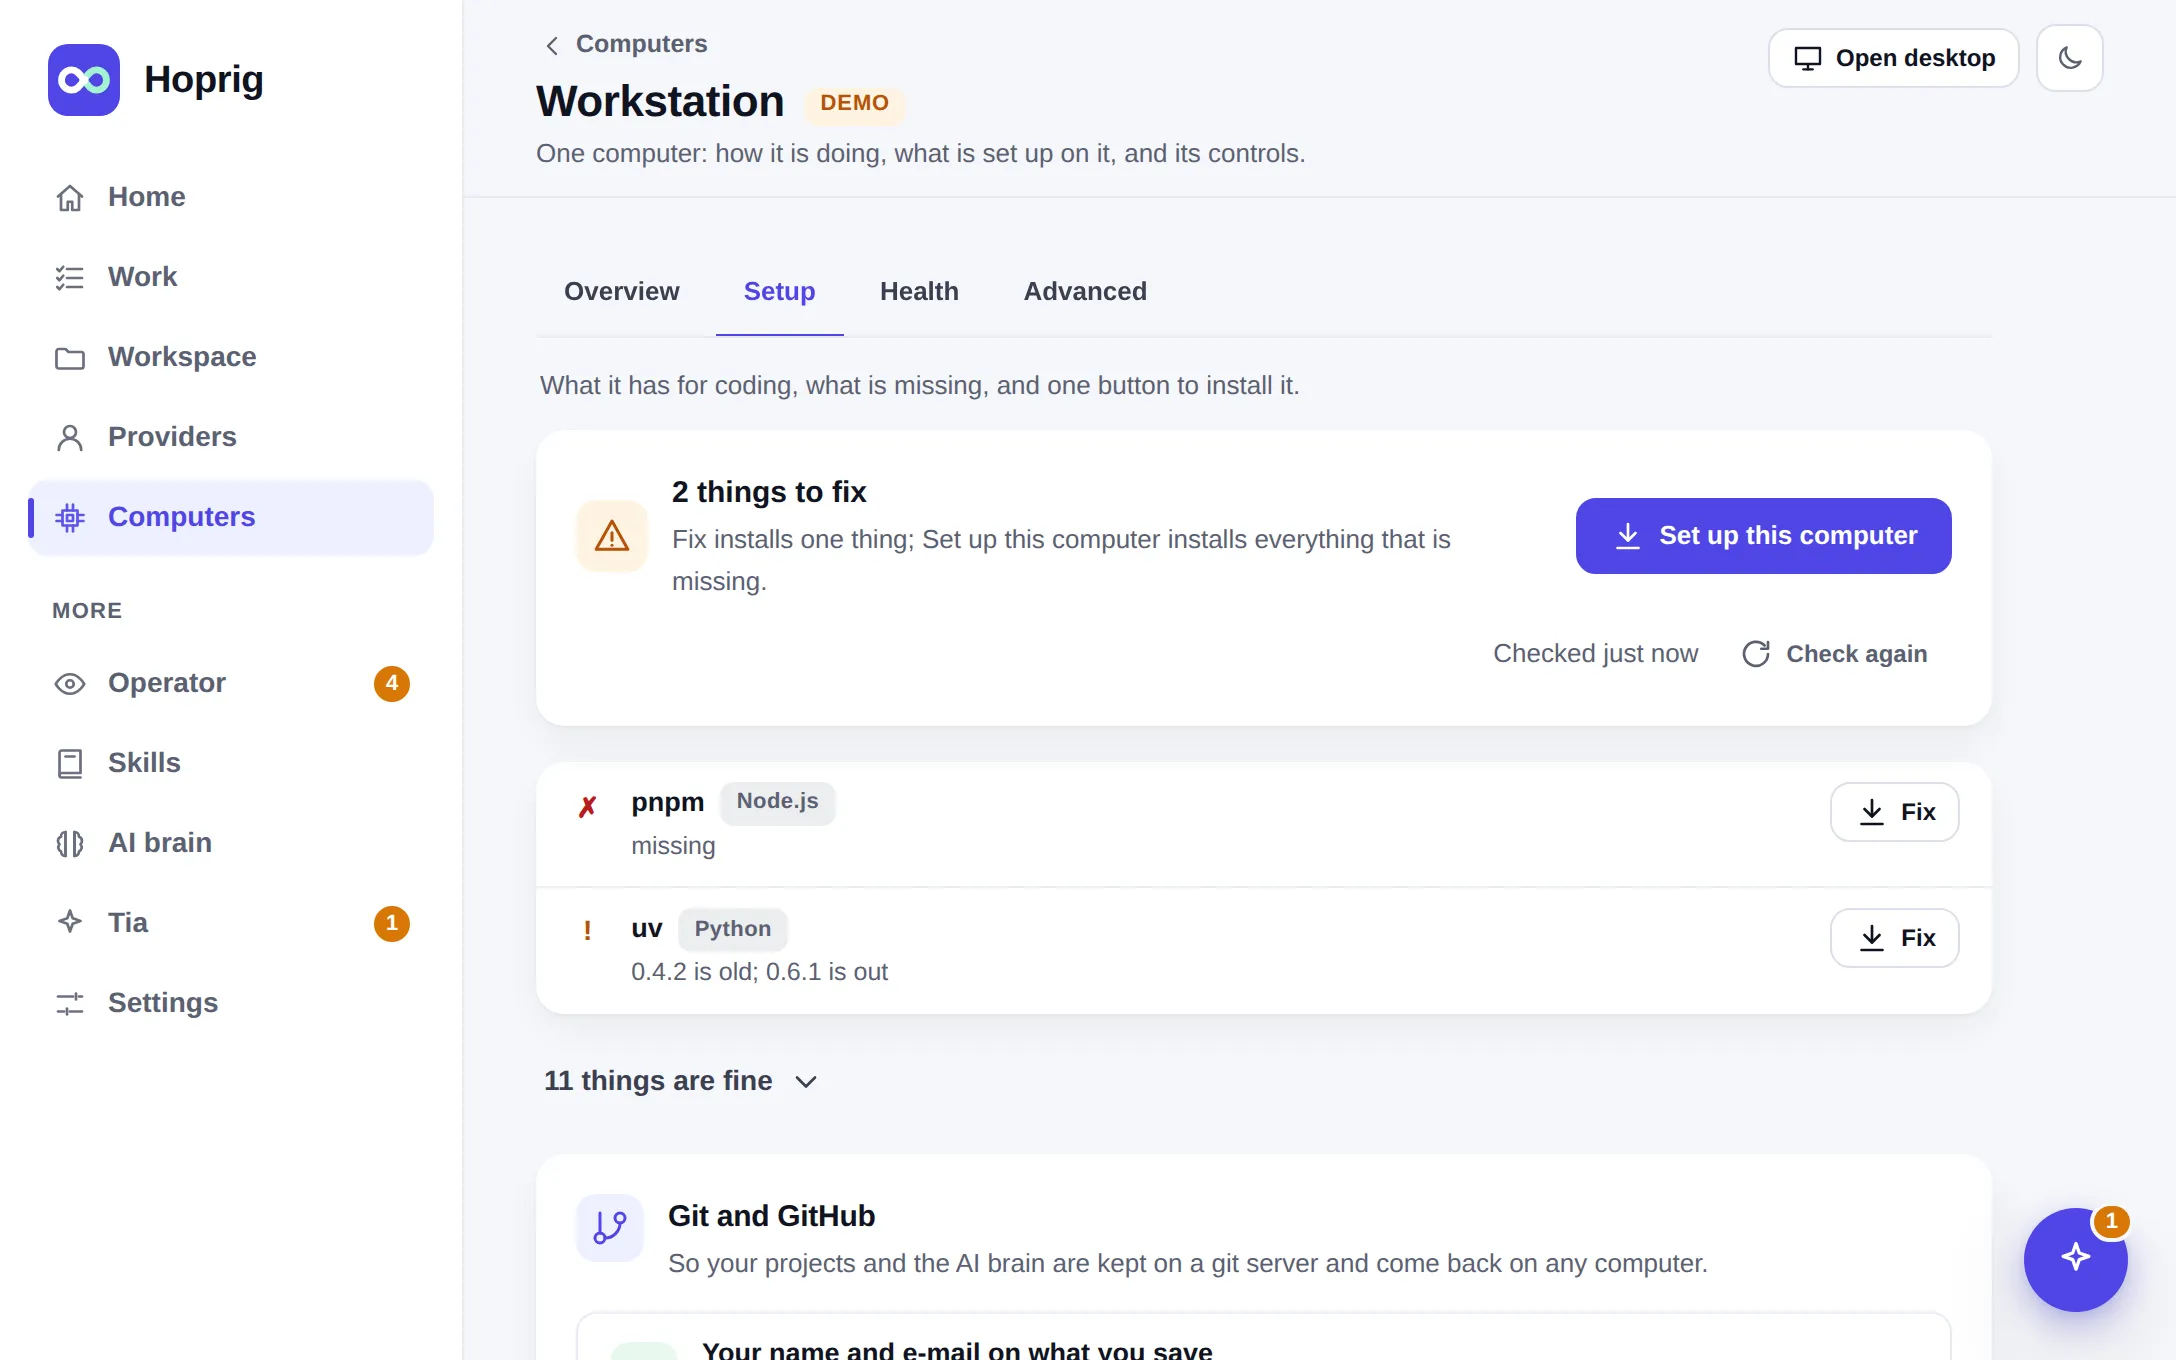 Hoprig
Home
Work
Workspace
Providers
Computers
MORE
Operator 4
Skills
AI brain
Tia 1
Settings
Computers
Workstation DEMO
One computer: how it is doing, what is set up on it, and its controls.
Open desktop
Overview Setup Health Advanced
What it has for coding, what is missing, and one button to install it.
2 things to fix
Fix installs one thing; Set up this computer installs everything that is
missing.
Set up this computer
Checked just now Check again
✗ pnpm Node.js
missing
Fix
! uv Python
0.4.2 is old; 0.6.1 is out
Fix
11 things are fine
Git and GitHub
So your projects and the AI brain are kept on a git server and come back on any computer.
Your name and e-mail on what you save
1